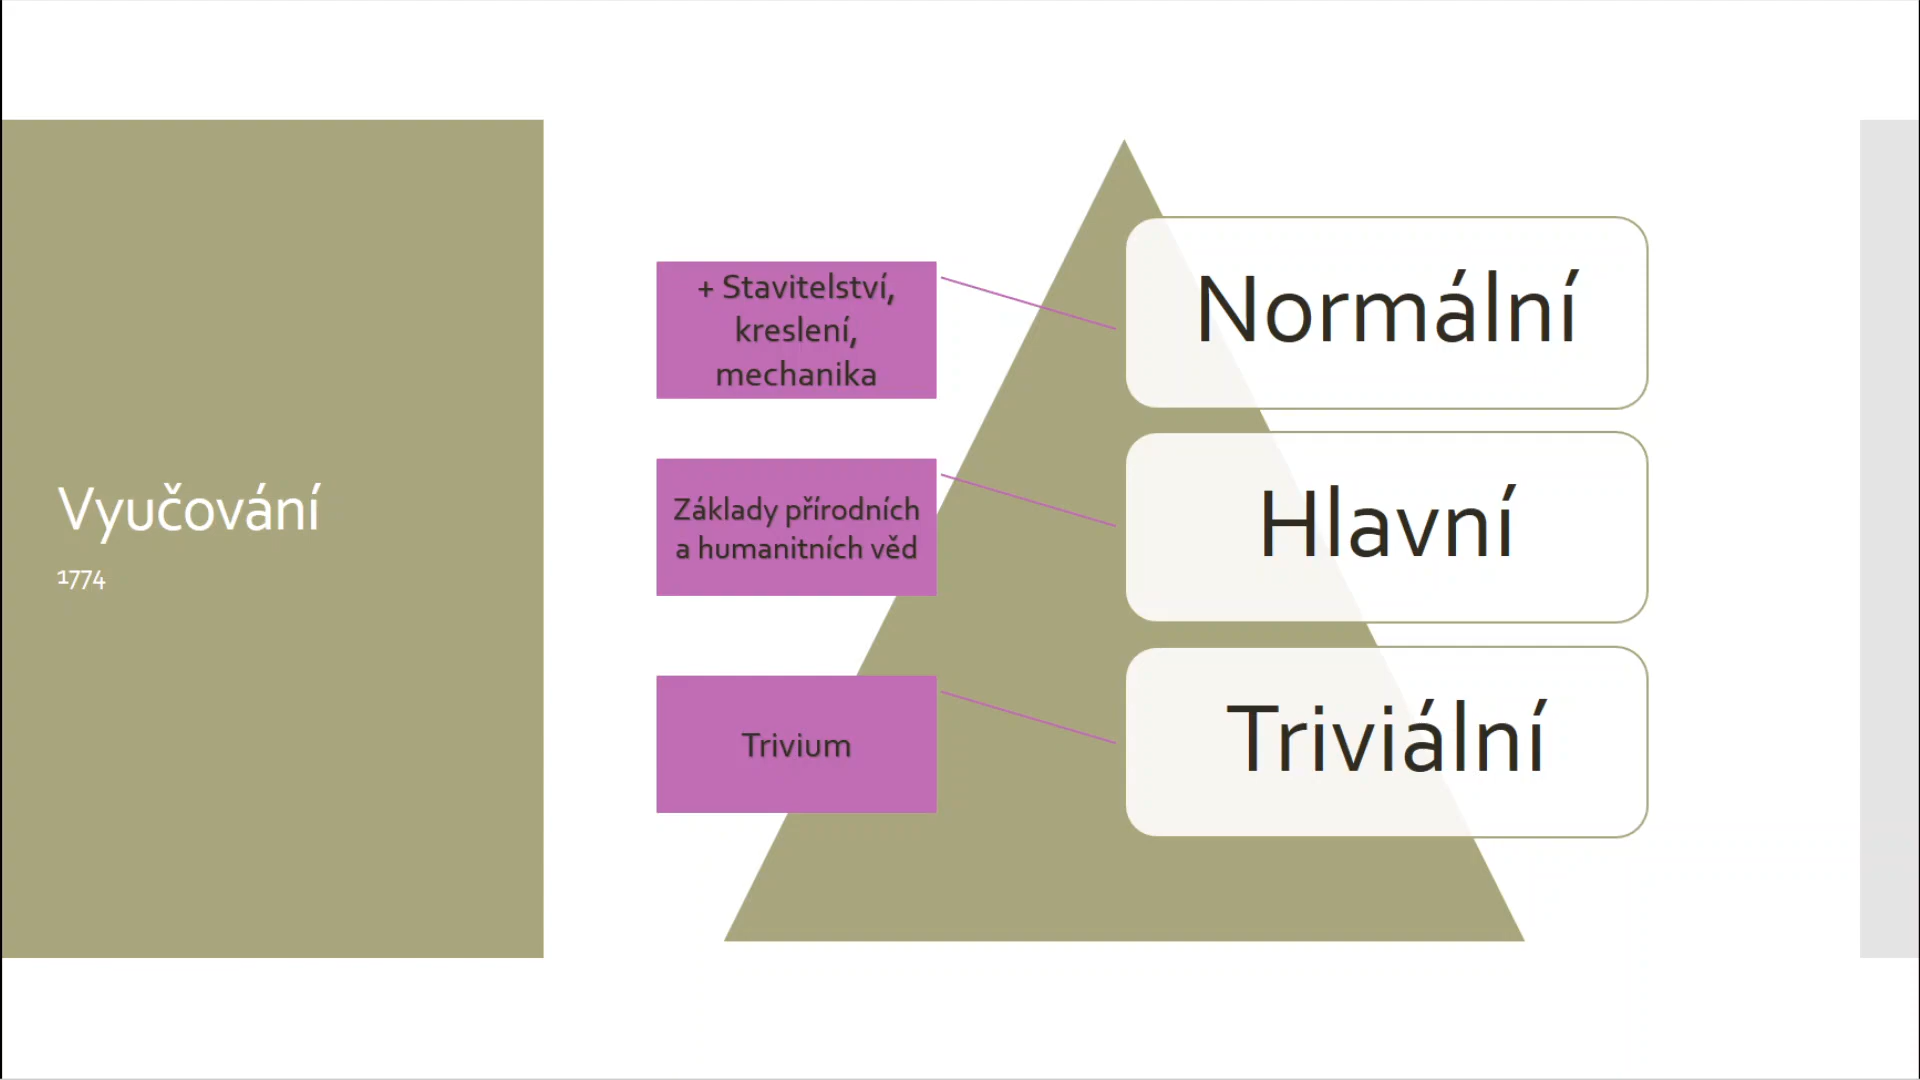 Vyučování
1774
+ Stavitelství,
kreslení,
mechanika
Normální
Základy přírodních
a humanitních věd
Hlavní
Trivium
Triviální